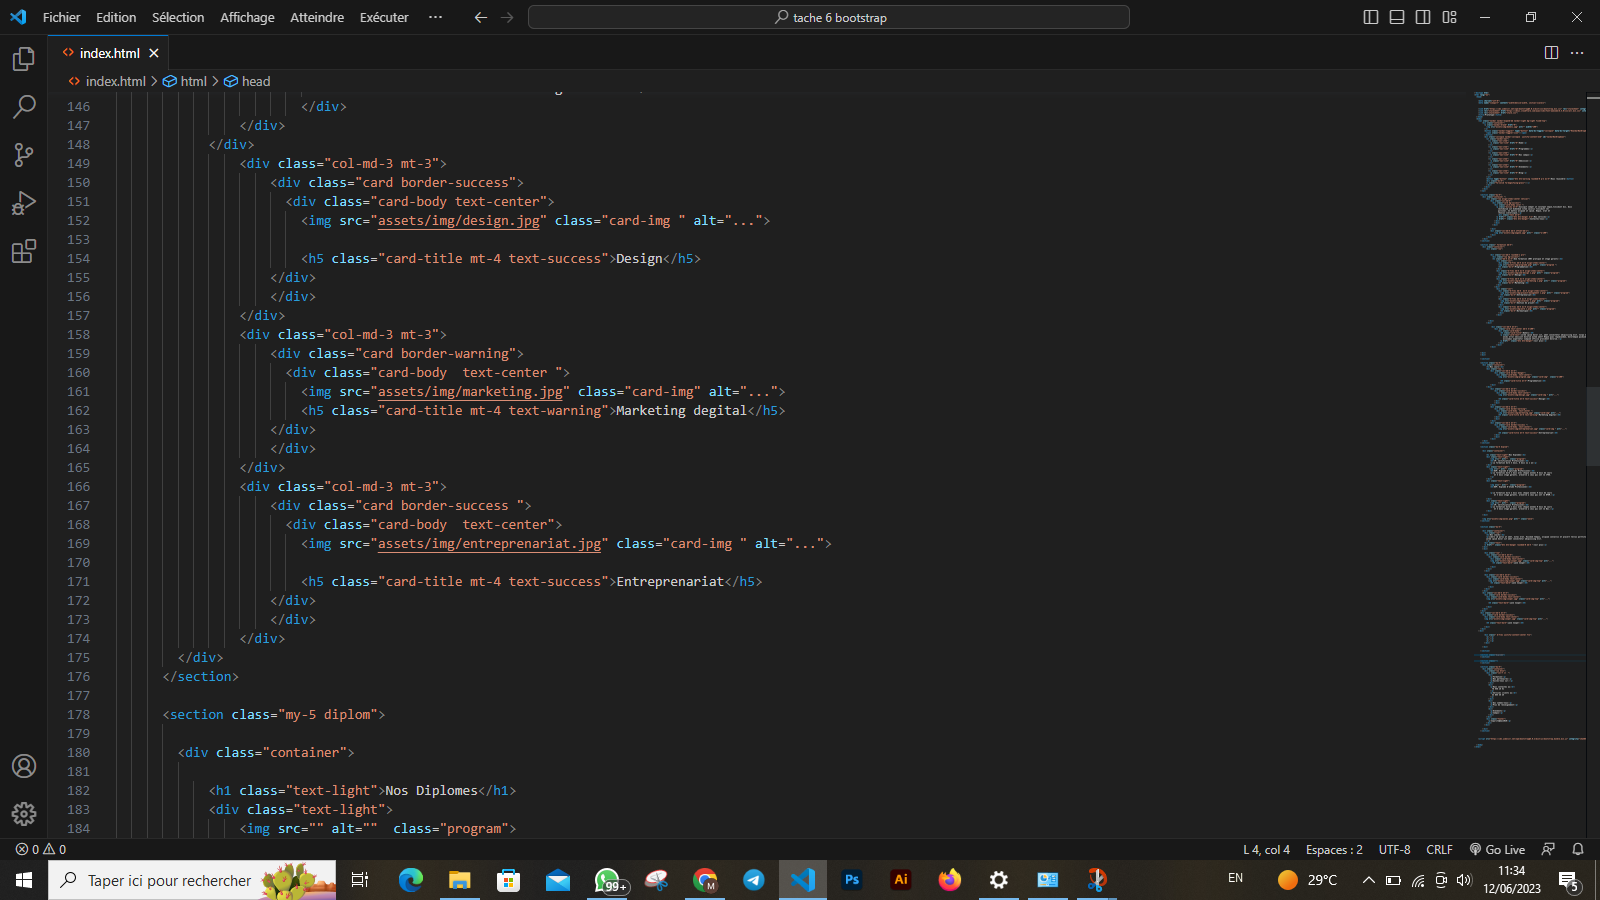 Fichier Edition Sélection Affichage Atteindre Exécuter ··· tache 6 bootstrap
index.html
index.html > html > head
146 </div>
147 </div>
148 </div>
149 <div class="col-md-3 mt-3">
150 <div class="card border-success">
151 <div class="card-body text-center">
152 <img src="assets/img/design.jpg" class="card-img " alt="...">
153
154 <h5 class="card-title mt-4 text-success">Design</h5>
155 </div>
156 </div>
157 </div>
158 <div class="col-md-3 mt-3">
159 <div class="card border-warning">
160 <div class="card-body  text-center ">
161 <img src="assets/img/marketing.jpg" class="card-img" alt="...">
162 <h5 class="card-title mt-4 text-warning">Marketing degital</h5>
163 </div>
164 </div>
165 </div>
166 <div class="col-md-3 mt-3">
167 <div class="card border-success ">
168 <div class="card-body  text-center">
169 <img src="assets/img/entreprenariat.jpg" class="card-img " alt="...">
170
171 <h5 class="card-title mt-4 text-success">Entreprenariat</h5>
172 </div>
173 </div>
174 </div>
175 </div>
176 </section>
177
178 <section class="my-5 diplom">
179
180 <div class="container">
181
182 <h1 class="text-light">Nos Diplomes</h1>
183 <div class="text-light">
184 <img src="" alt=""  class="program">
0 0 L 4, col 4 Espaces : 2 UTF-8 CRLF Go Live
Taper ici pour rechercher 99+ M Ps Ai EN 29°C 11:34
12/06/2023 5